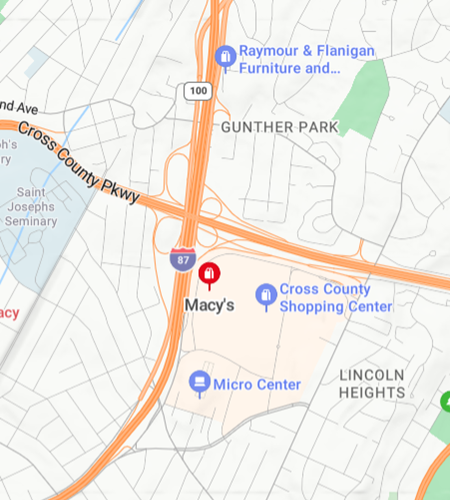 Raymour & Flanigan
Furniture and...
100
nd Ave
GUNTHER PARK
Cross County Pkwy
ph's
ry
Saint
Josephs
Seminary
87
Macy's
Cross County
Shopping Center
acy
LINCOLN
HEIGHTS
Micro Center